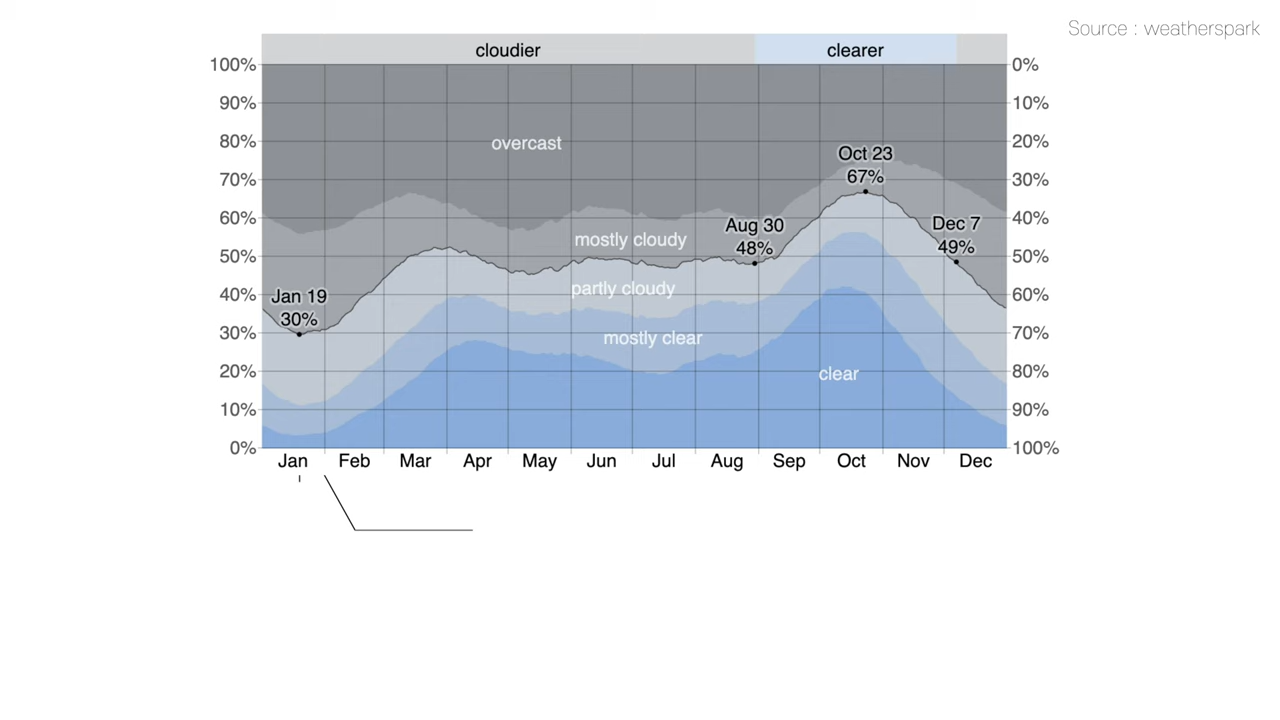 Source : weatherspark
cloudier
clearer
100%
90%
80%
70%
60%
50%
40%
30%
20%
10%
0%
0%
10%
20%
30%
40%
50%
60%
70%
80%
90%
100%
overcast
mostly cloudy
partly cloudy
mostly clear
clear
Jan 19
30%
Aug 30
48%
Oct 23
67%
Dec 7
49%
Jan Feb Mar Apr May Jun Jul Aug Sep Oct Nov Dec